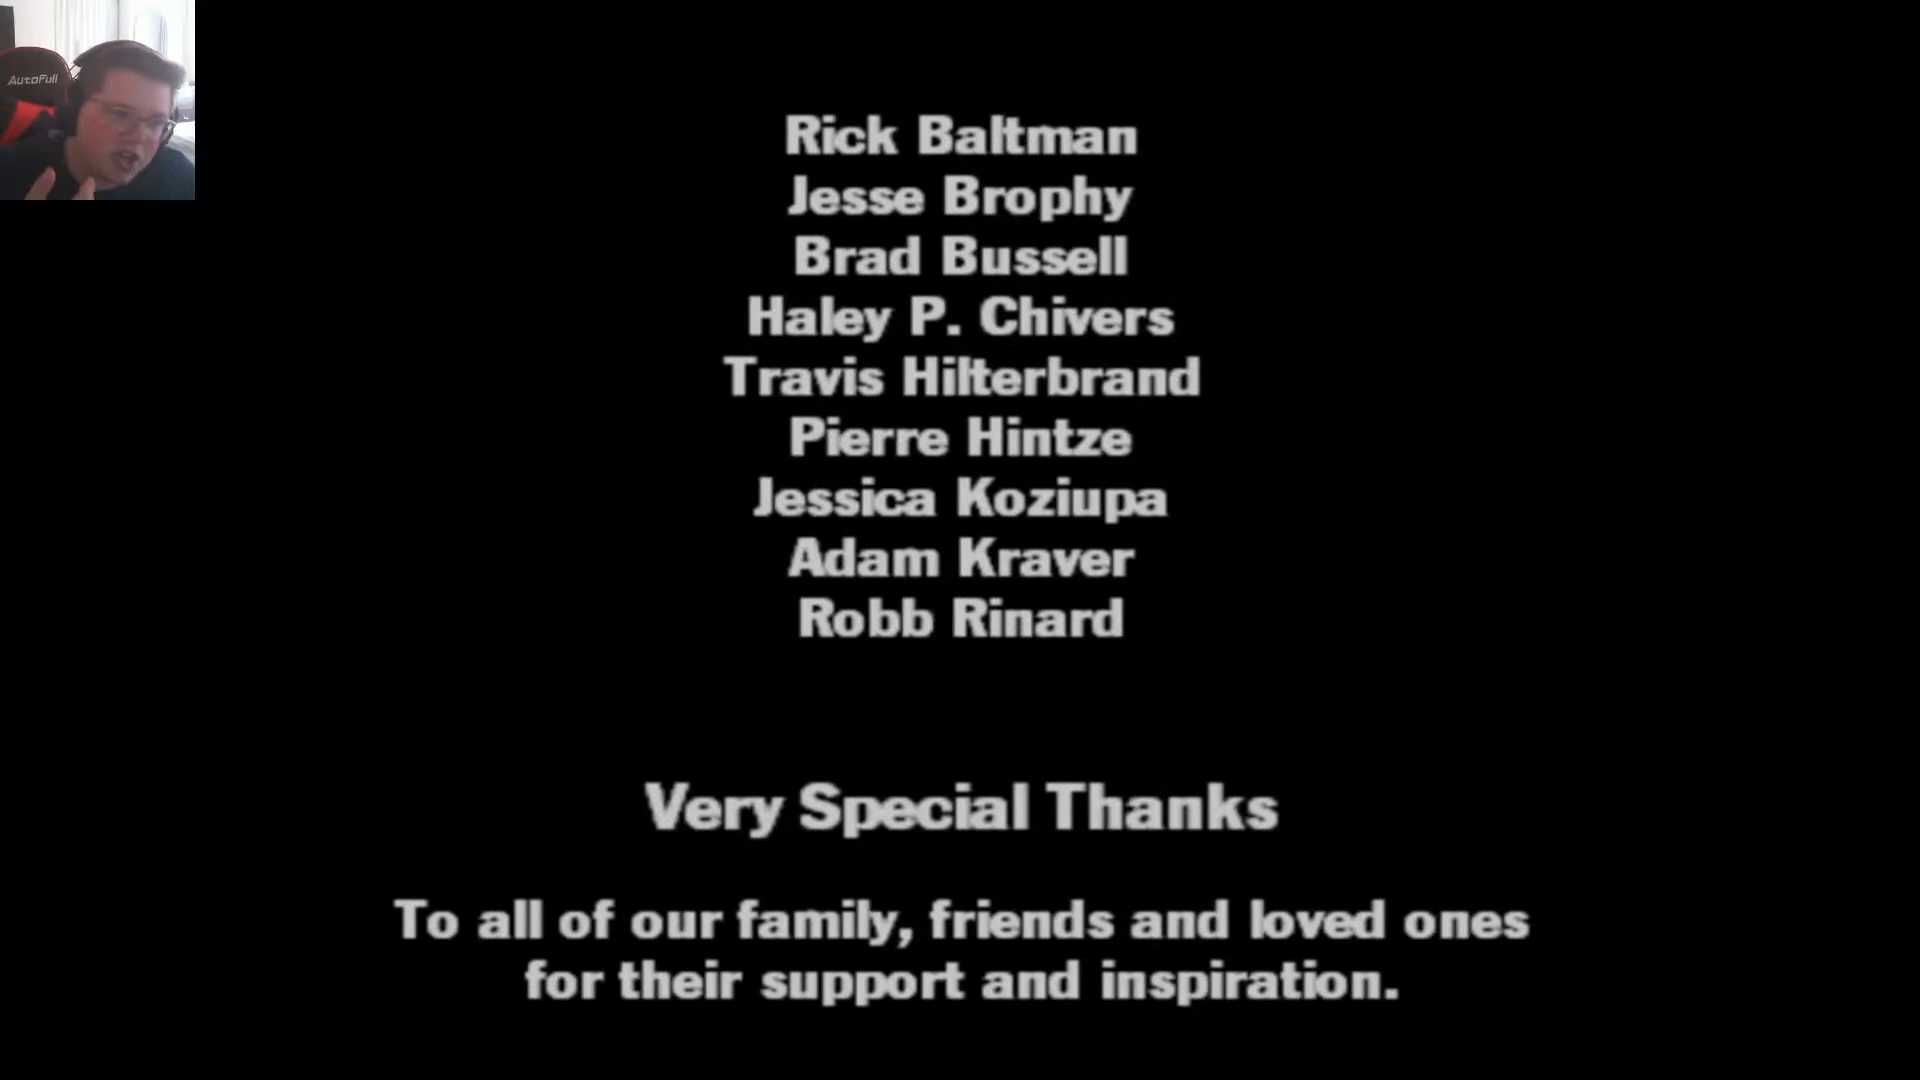 AutoFull
Rick Baltman
Jesse Brophy
Brad Bussell
Haley P. Chivers
Travis Hilterbrand
Pierre Hintze
Jessica Koziupa
Adam Kraver
Robb Rinard
Very Special Thanks
To all of our family, friends and loved ones
for their support and inspiration.